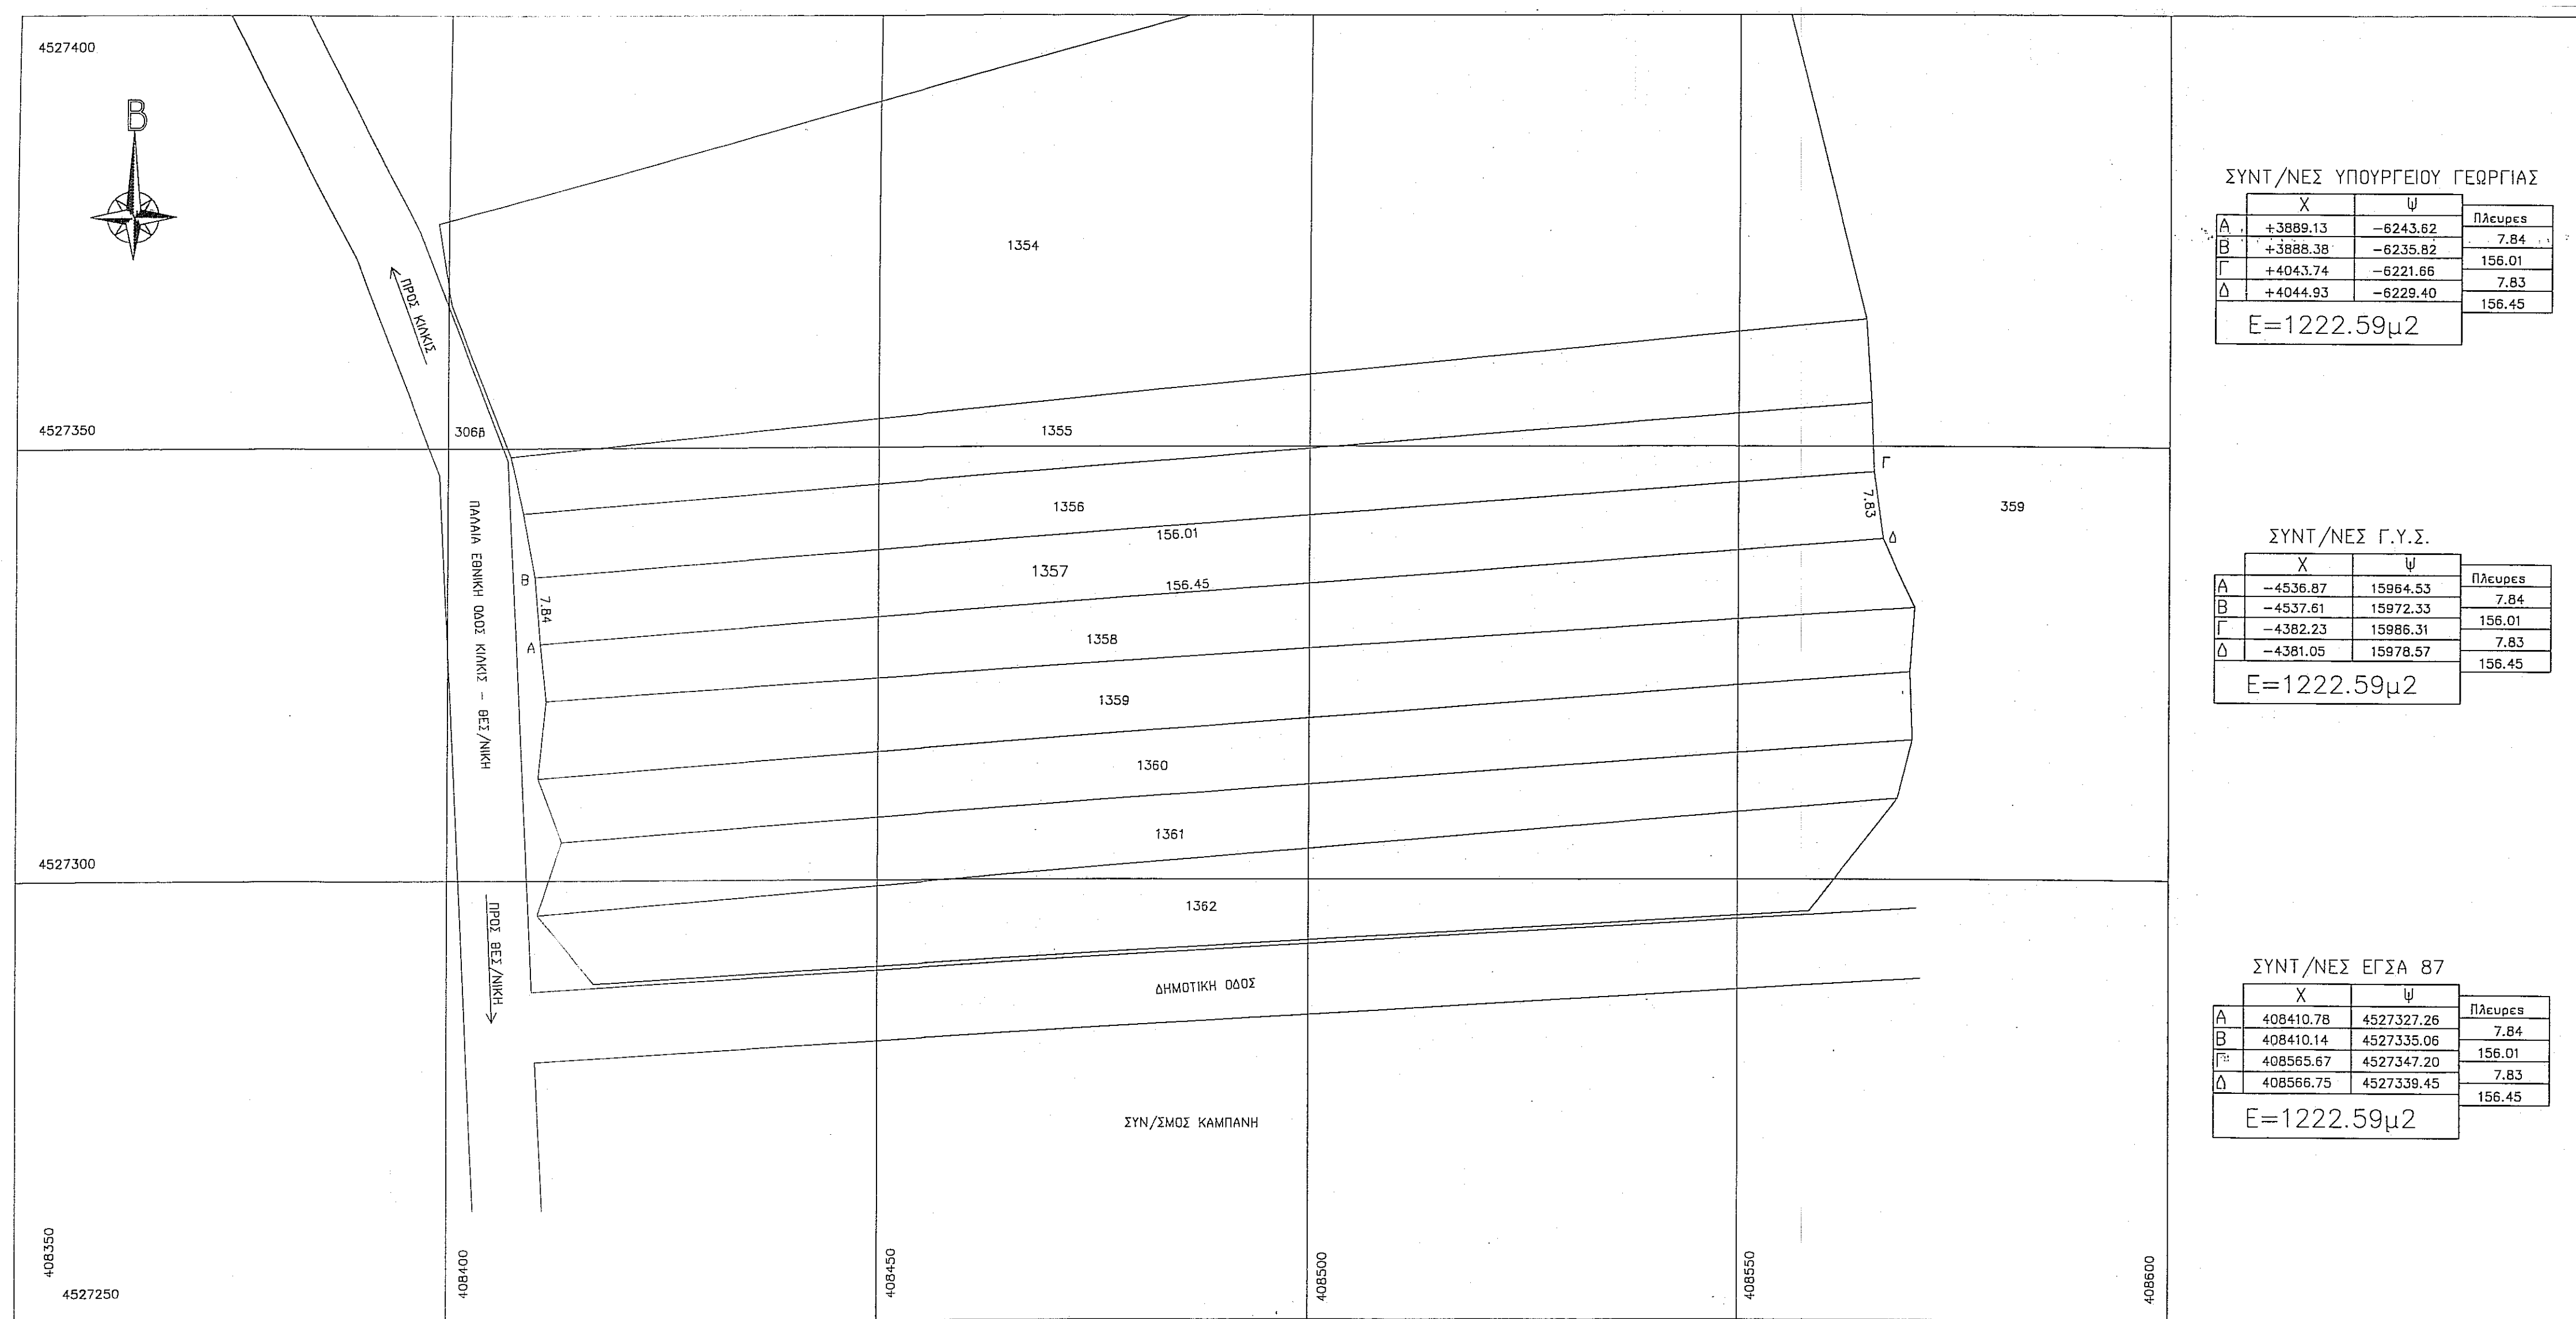 4527400
Β
1354
ΠΡΟΣ ΚΙΛΚΙΣ
4527350
306β
1355
Γ
1356
7.83
359
156.01
Δ
1357
Β
156.45
7.84
Α
1358
ΠΑΛΑΙΑ ΕΘΝΙΚΗ ΟΔΟΣ ΚΙΛΚΙΣ - ΘΕΣ/ΝΙΚΗ
1359
1360
1361
4527300
1362
ΠΡΟΣ ΘΕΣ/ΝΙΚΗ
ΔΗΜΟΤΙΚΗ ΟΔΟΣ
ΣΥΝ/ΣΜΟΣ ΚΑΜΠΑΝΗ
408350
408400
408450
408500
408550
408600
4527250
ΣΥΝΤ/ΝΕΣ ΥΠΟΥΡΓΕΙΟΥ ΓΕΩΡΓΙΑΣ
Χ Ψ Πλευρες
Α +3889.13 -6243.62 7.84
Β +3888.38 -6235.82 156.01
Γ +4043.74 -6221.66 7.83
Δ +4044.93 -6229.40 156.45
Ε=1222.59μ2
ΣΥΝΤ/ΝΕΣ Γ.Υ.Σ.
Χ Ψ Πλευρες
Α -4536.87 15964.53 7.84
Β -4537.61 15972.33 156.01
Γ -4382.23 15986.31 7.83
Δ -4381.05 15978.57 156.45
Ε=1222.59μ2
ΣΥΝΤ/ΝΕΣ ΕΓΣΑ 87
Χ Ψ Πλευρες
Α 408410.78 4527327.26 7.84
Β 408410.14 4527335.06 156.01
Γ 408565.67 4527347.20 7.83
Δ 408566.75 4527339.45 156.45
Ε=1222.59μ2